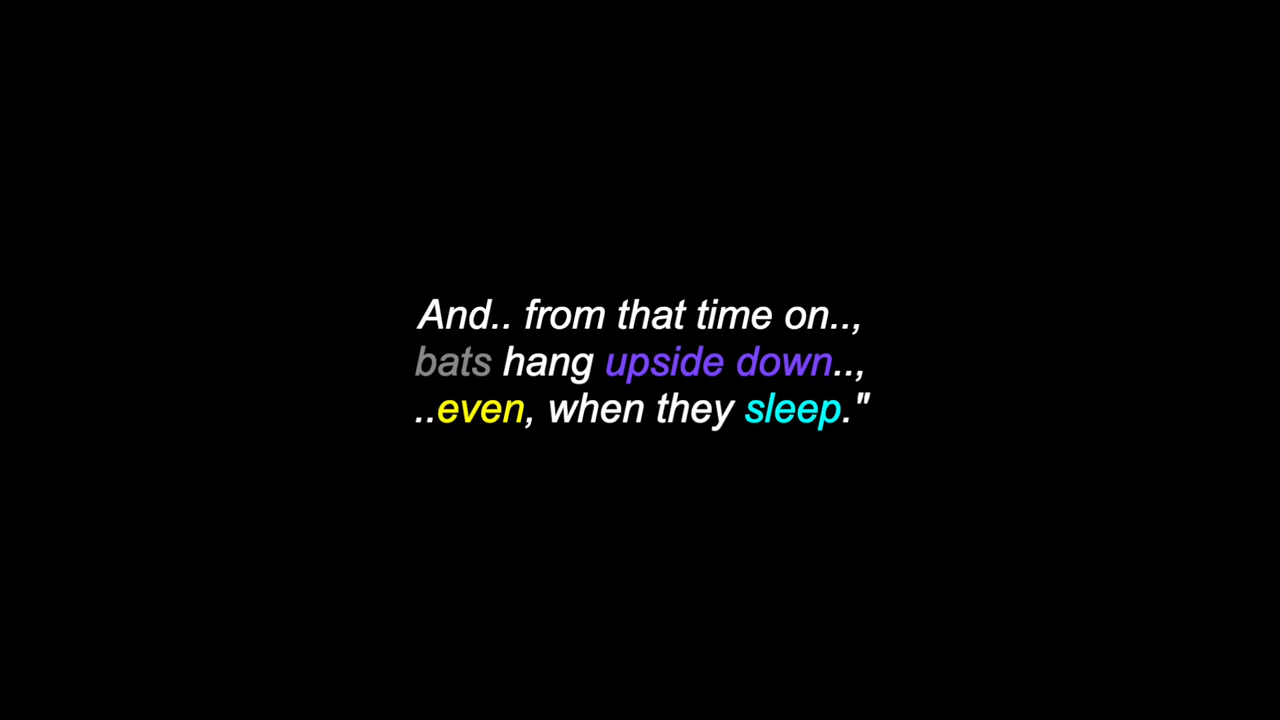 And.. from that time on..,
bats hang upside down..,
..even, when they sleep."